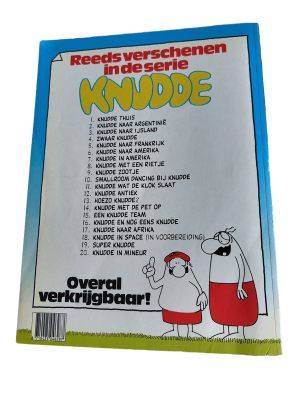 Reeds verschenen
in de serie
KNUDDE
1. KNUDDE THUIS
2. KNUDDE NAAR ARGENTINIË
3. KNUDDE NAAR IJSLAND
4. ZWAAR KNUDDE
5. KNUDDE NAAR FRANKRIJK
6. KNUDDE NAAR AMERIKA
7. KNUDDE IN AMERIKA
8. KNUDDE MET EEN RIETJE
9. KNUDDE ZOOTJE
10. SMALLROOM DANCING BIJ KNUDDE
11. KNUDDE WAT DE KLOK SLAAT
12. KNUDDE ANTIEK
13. HOEZO KNUDDE?
14. KNUDDE MET DE PET OP
15. EEN KNUDDE TEAM
16. KNUDDE EN NOG EENS KNUDDE
17. KNUDDE NAAR AFRIKA
18. KNUDDE IN SPACE (IN VOORBEREIDING)
19. SUPER KNUDDE
20. KNUDDE IN MINEUR
Overal
verkrijgbaar!